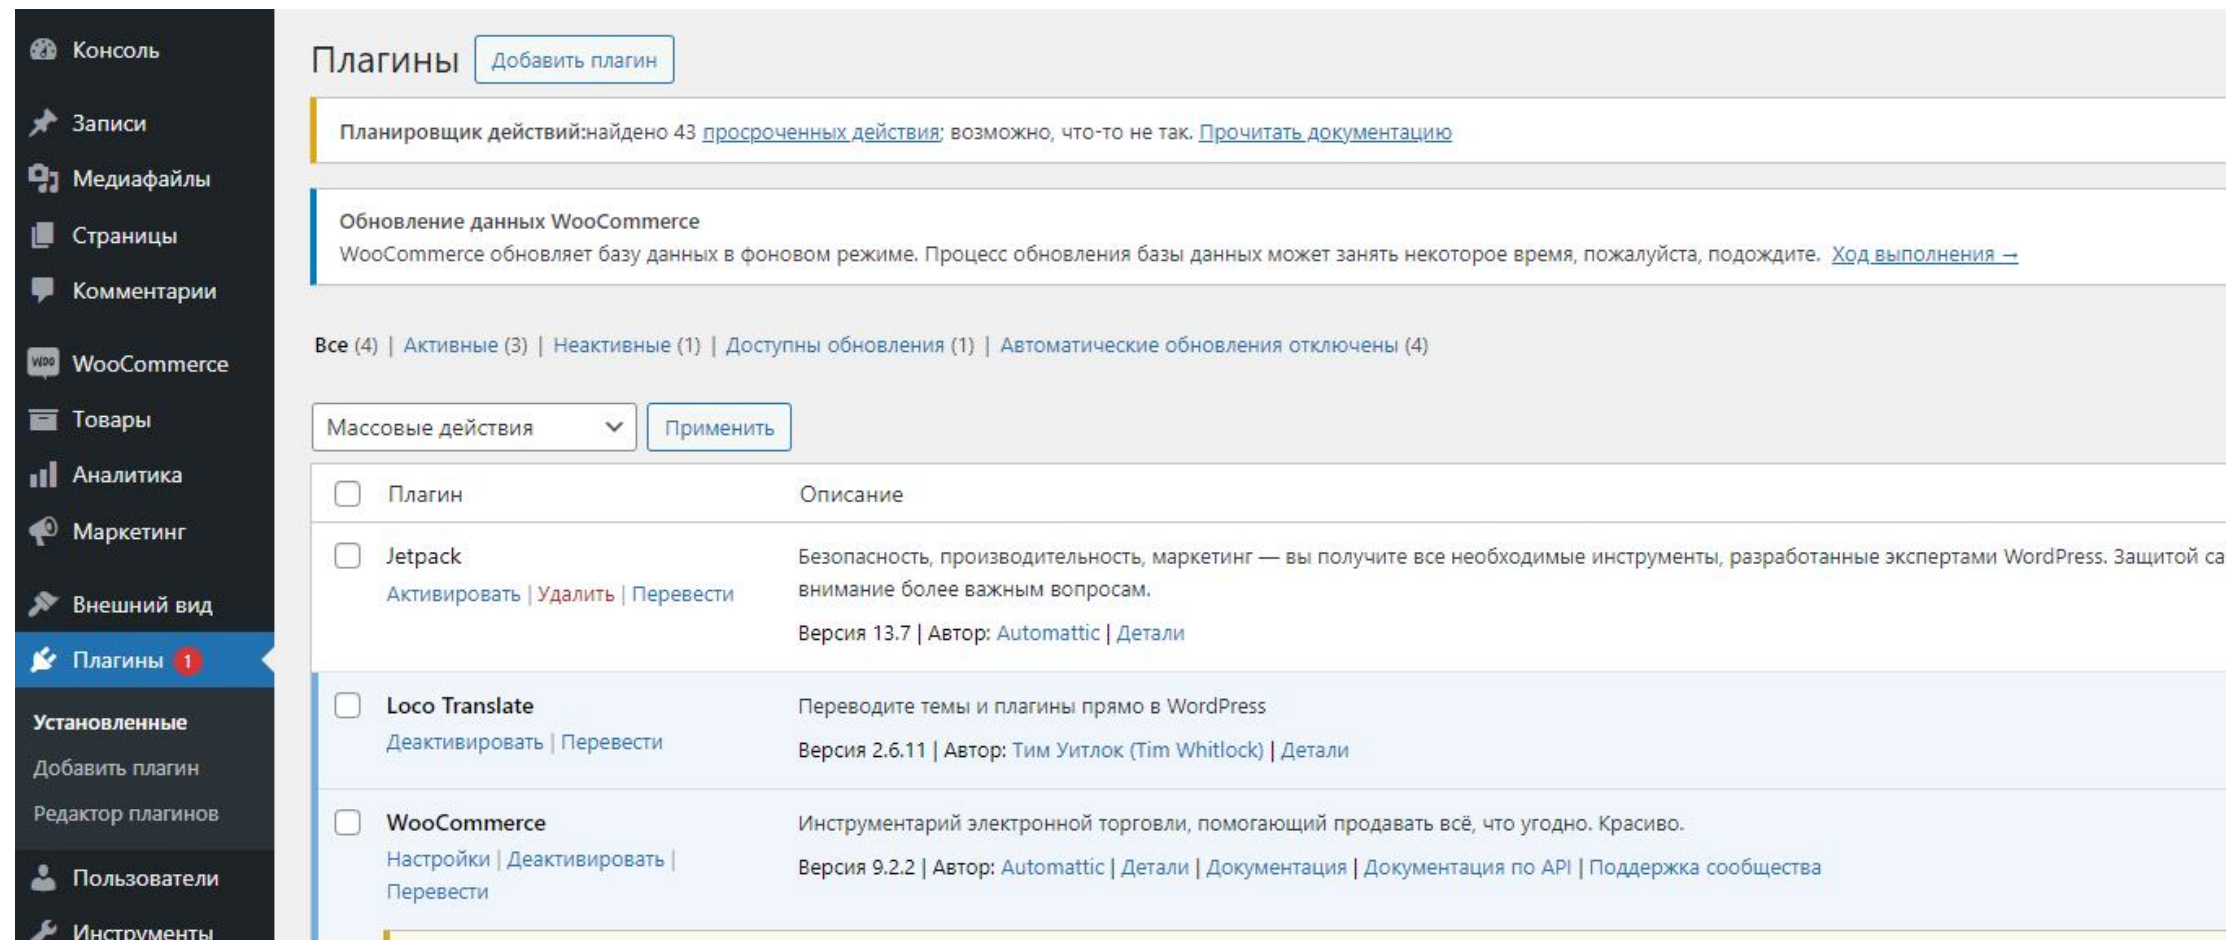 Консоль
Записи
Медиафайлы
Страницы
Комментарии
WOO WooCommerce
Товары
Аналитика
Маркетинг
Внешний вид
Плагины 1
Установленные
Добавить плагин
Редактор плагинов
Пользователи
Инструменты
Плагины Добавить плагин
Планировщик действий:найдено 43 просроченных действия; возможно, что-то не так. Прочитать документацию
Обновление данных WooCommerce
WooCommerce обновляет базу данных в фоновом режиме. Процесс обновления базы данных может занять некоторое время, пожалуйста, подождите. Ход выполнения →
Все (4) | Активные (3) | Неактивные (1) | Доступны обновления (1) | Автоматические обновления отключены (4)
Массовые действия Применить
Плагин Описание
Jetpack
Активировать | Удалить | Перевести
Безопасность, производительность, маркетинг — вы получите все необходимые инструменты, разработанные экспертами WordPress. Защитой са
внимание более важным вопросам.
Версия 13.7 | Автор: Automattic | Детали
Loco Translate
Деактивировать | Перевести
Переводите темы и плагины прямо в WordPress
Версия 2.6.11 | Автор: Тим Уитлок (Tim Whitlock) | Детали
WooCommerce
Настройки | Деактивировать |
Перевести
Инструментарий электронной торговли, помогающий продавать всё, что угодно. Красиво.
Версия 9.2.2 | Автор: Automattic | Детали | Документация | Документация по API | Поддержка сообщества